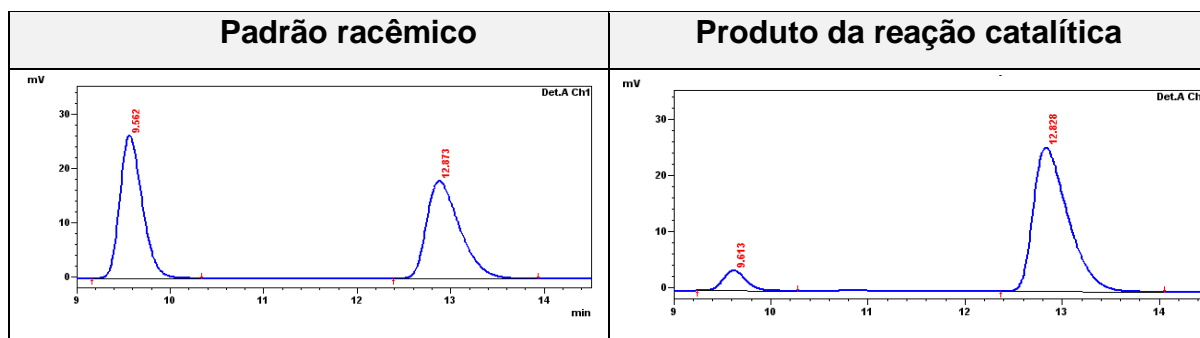 Padrão racêmico
mV
Det.A Ch1
30
20
10
0
9.562
12.873
9 10 11 12 13 14
min
Produto da reação catalítica
mV
Det.A Ch
30
20
10
0
9.613
12.828
9 10 11 12 13 14